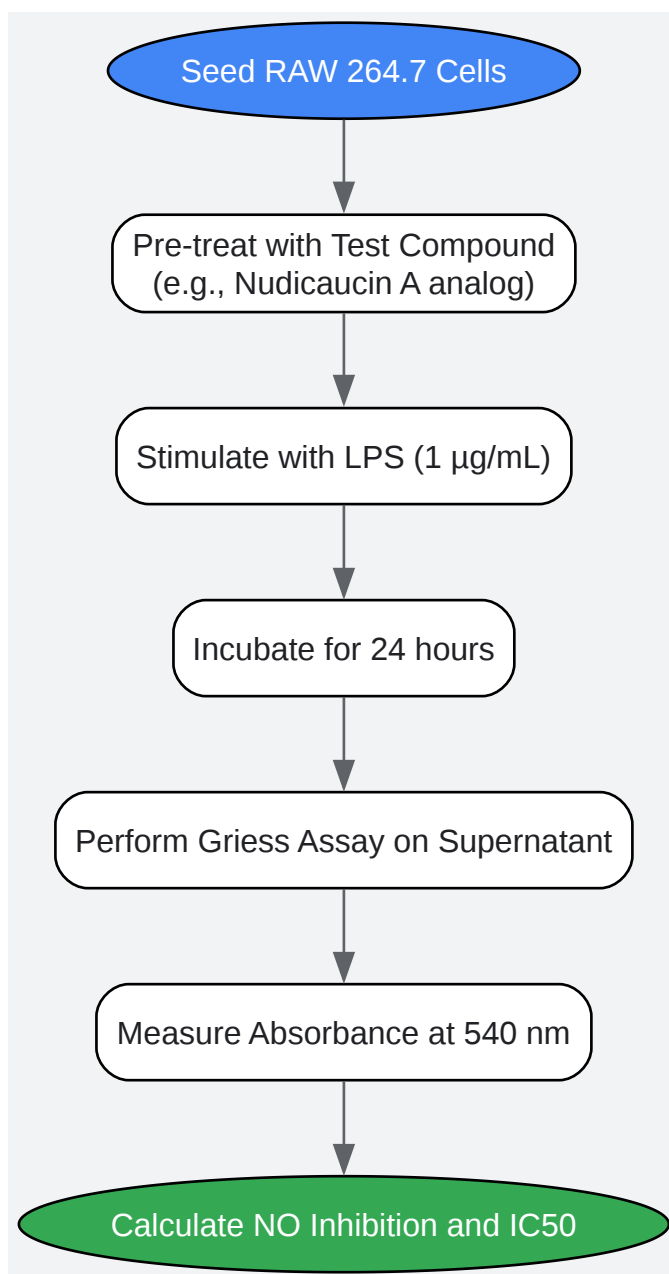 Seed RAW 264.7 Cells
Pre-treat with Test Compound
(e.g., Nudicaucin A analog)
Stimulate with LPS (1 µg/mL)
Incubate for 24 hours
Perform Griess Assay on Supernatant
Measure Absorbance at 540 nm
Calculate NO Inhibition and IC50